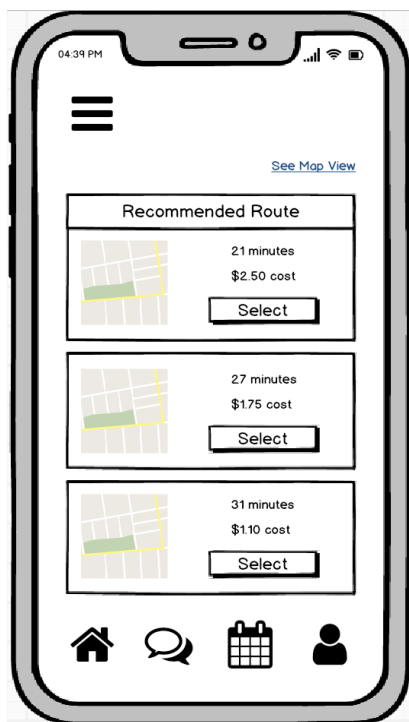 04:39 PM
See Map View
Recommended Route
21 minutes
$2.50 cost
Select
27 minutes
$1.75 cost
Select
31 minutes
$1.10 cost
Select